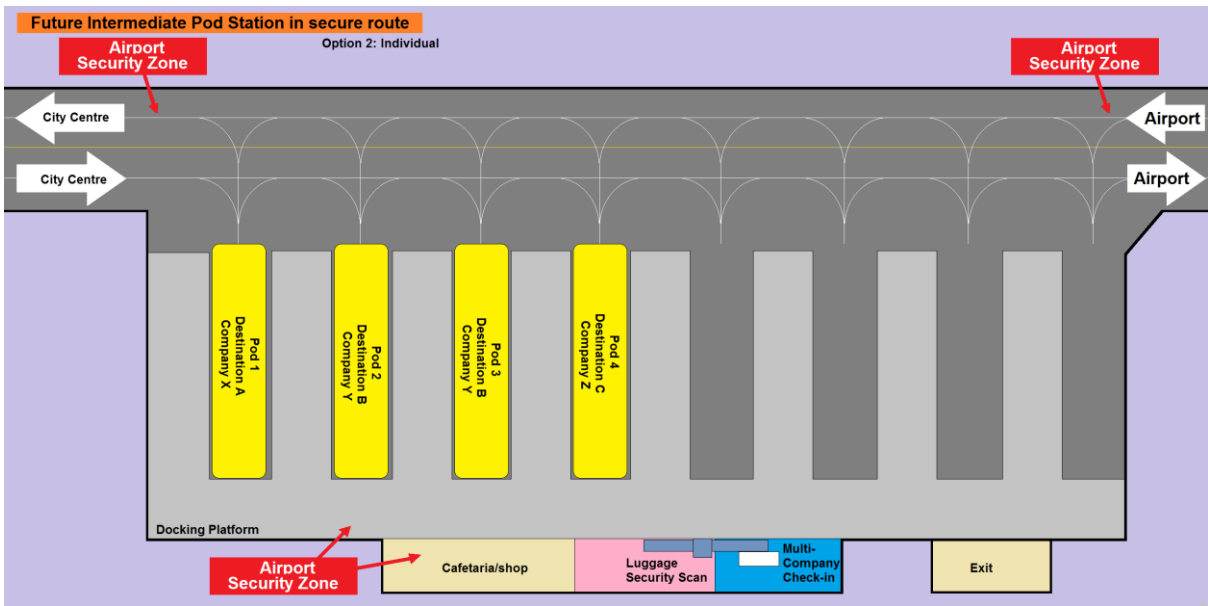 Future Intermediate Pod Station in secure route
Option 2: Individual
Airport
Security Zone
Airport
Security Zone
City Centre
Airport
City Centre
Airport
Pod 1
Destination A
Company X
Pod 2
Destination B
Company Y
Pod 3
Destination B
Company Y
Pod 4
Destination C
Company Z
Docking Platform
Airport
Security Zone
Cafetaria/shop
Luggage
Security Scan
Multi-
Company
Check-in
Exit